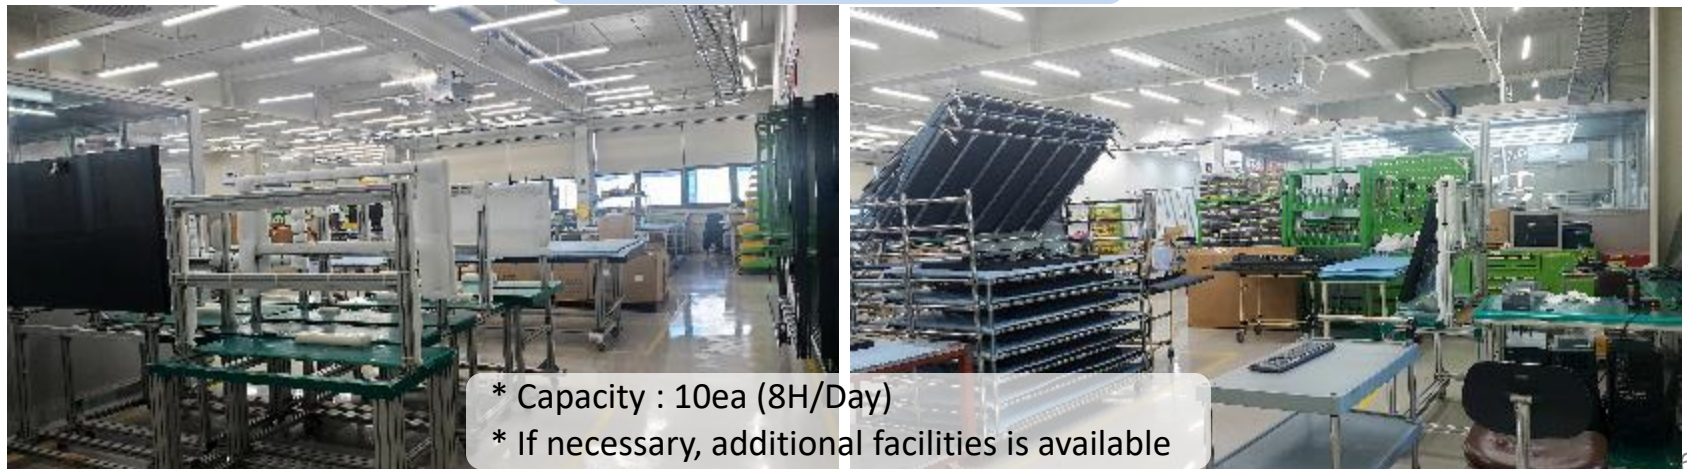 * Capacity : 10ea (8H/Day)
* If necessary, additional facilities is available